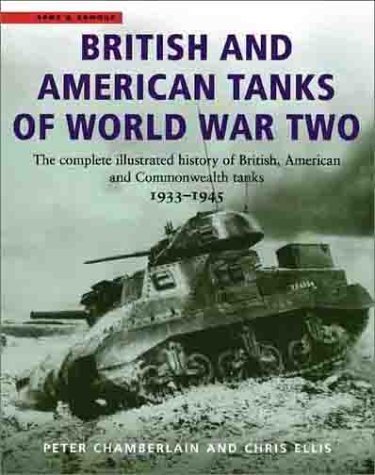 BRITISH AND
AMERICAN TANKS
OF WORLD WAR TWO
The complete illustrated history of British, American
and Commonwealth tanks
1933–1945
PETER CHAMBERLAIN AND CHRIS ELLIS